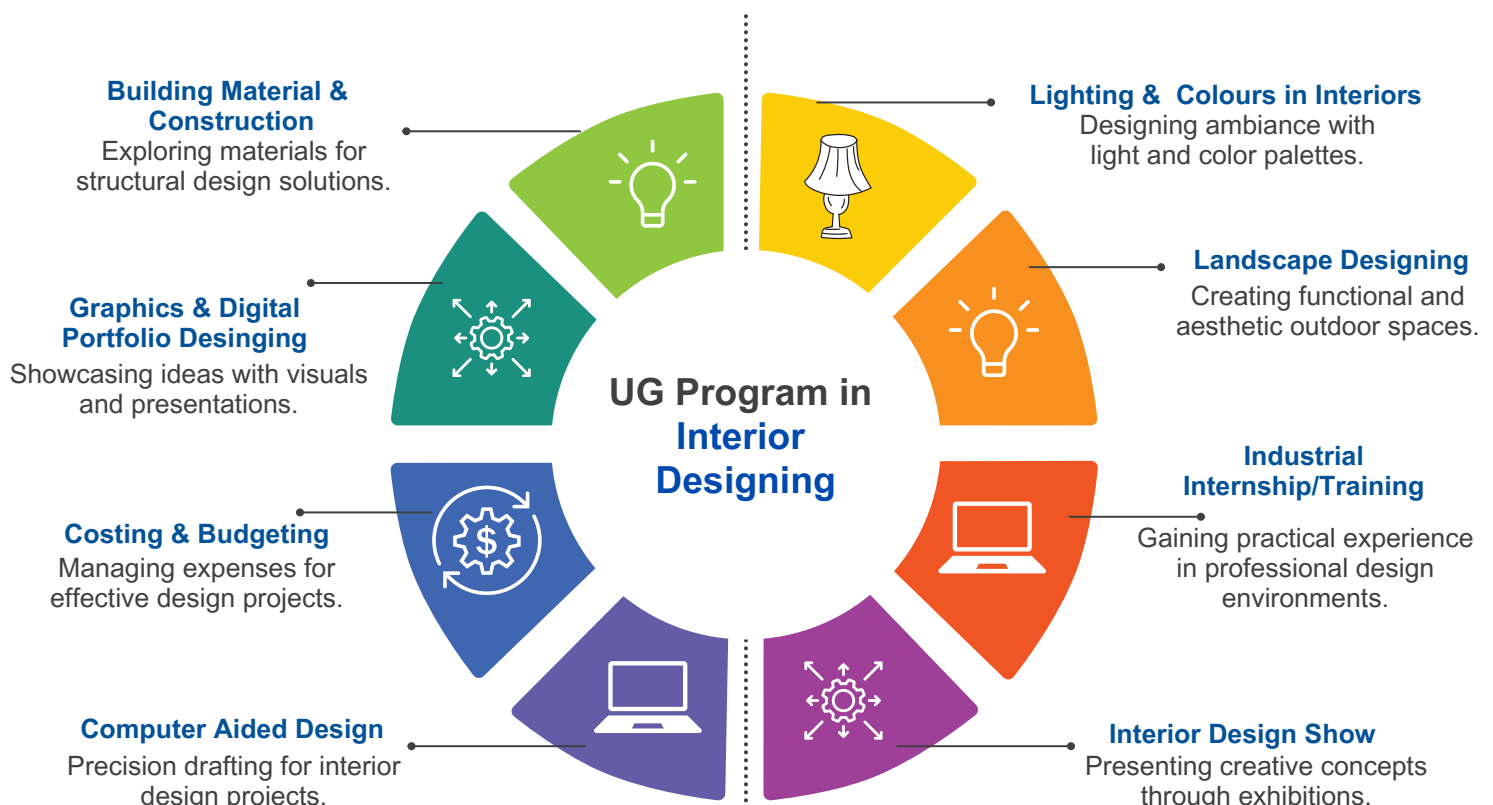 Building Material &
Construction
Exploring materials for
structural design solutions.
Graphics & Digital
Portfolio Desinging
Showcasing ideas with visuals
and presentations.
Costing & Budgeting
Managing expenses for
effective design projects.
Computer Aided Design
Precision drafting for interior
design projects.
UG Program in
Interior
Designing
$
Lighting &  Colours in Interiors
Designing ambiance with
light and color palettes.
Landscape Designing
Creating functional and
aesthetic outdoor spaces.
Industrial
Internship/Training
Gaining practical experience
in professional design
environments.
Interior Design Show
Presenting creative concepts
through exhibitions.